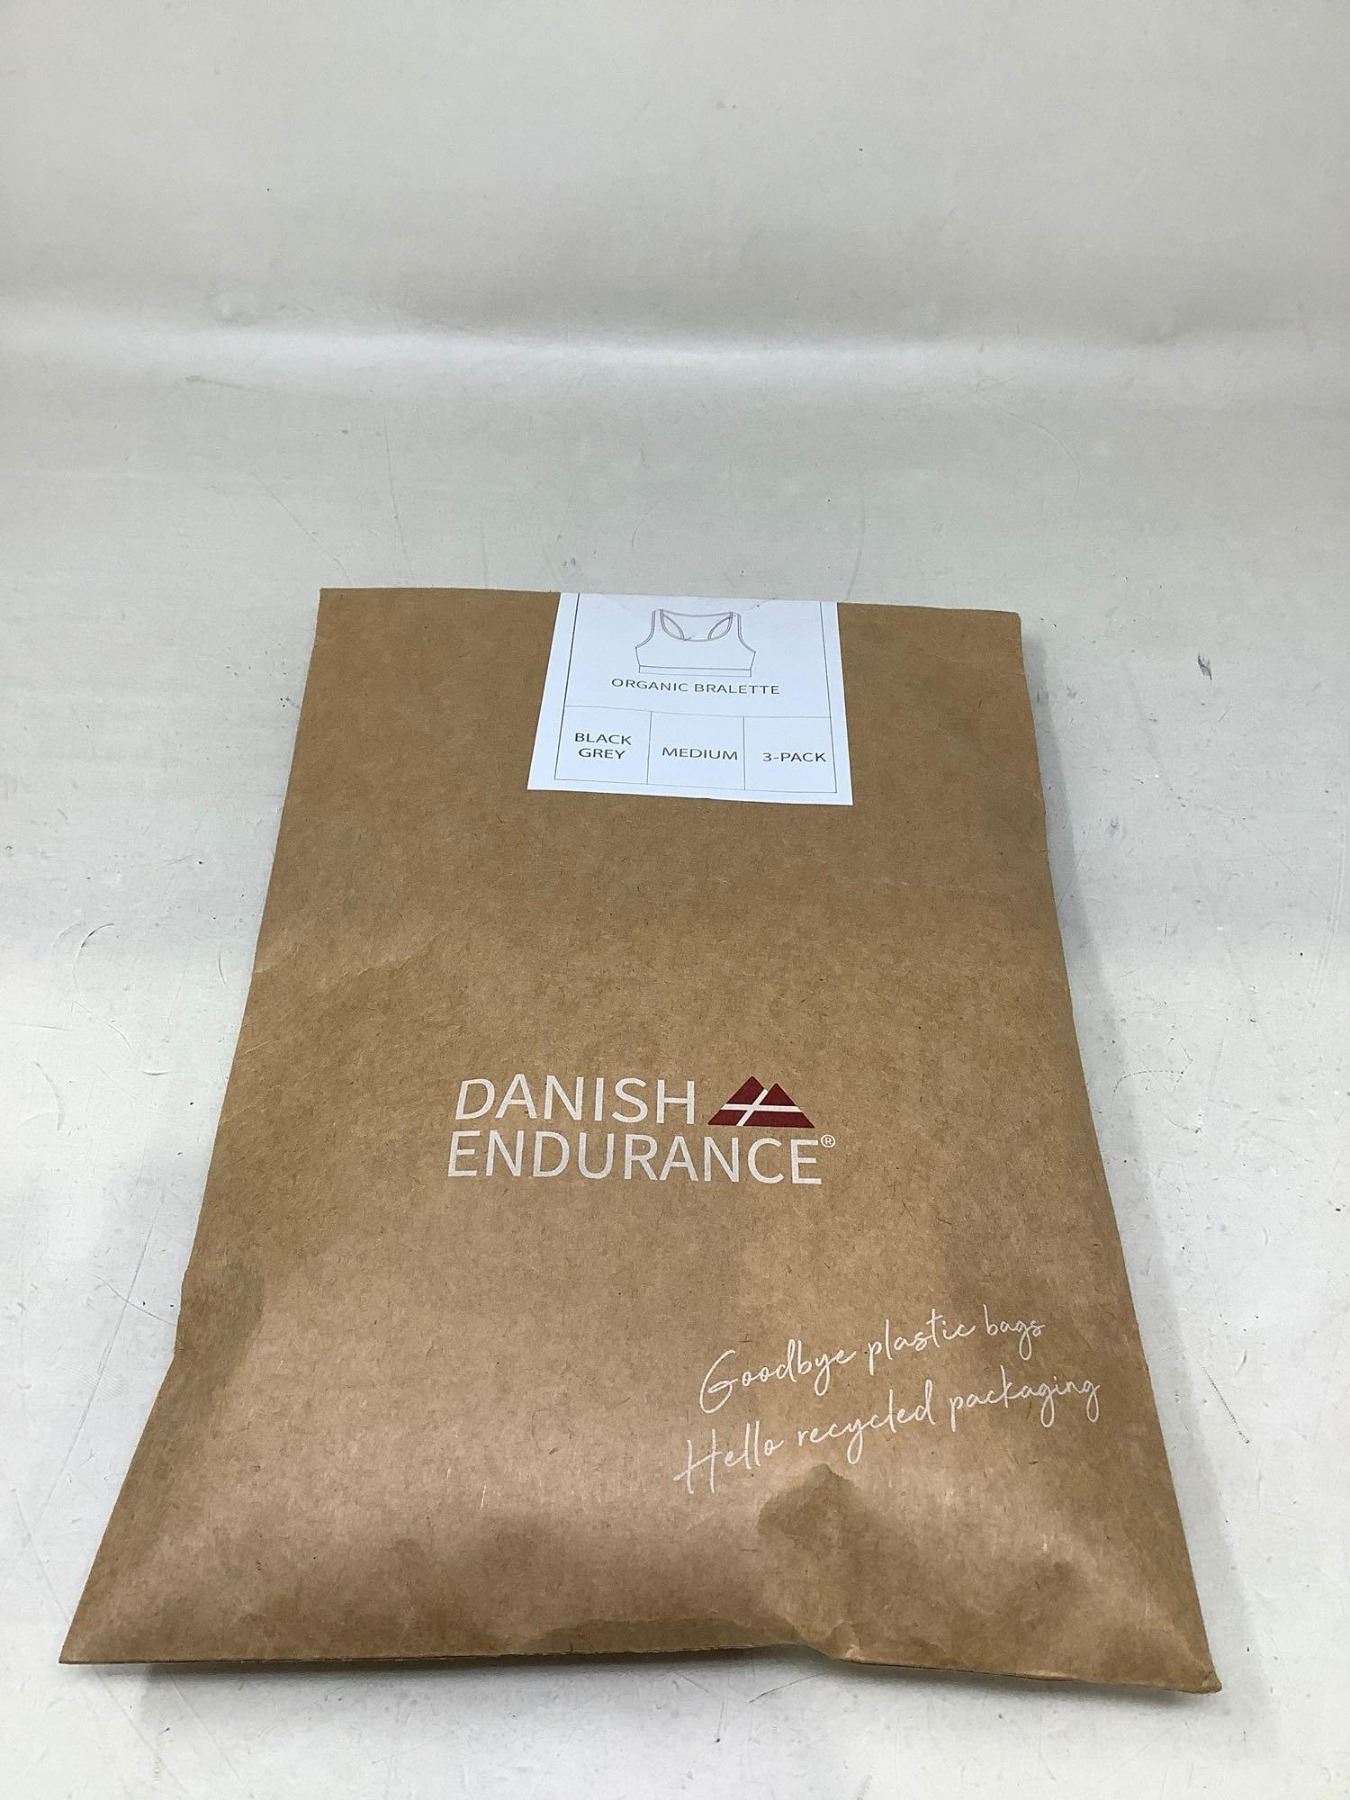 ORGANIC BRALETTE
BLACK
GREY
MEDIUM
3-PACK
DANISH
ENDURANCE®
Goodbye plastic bags
Hello recycled packaging